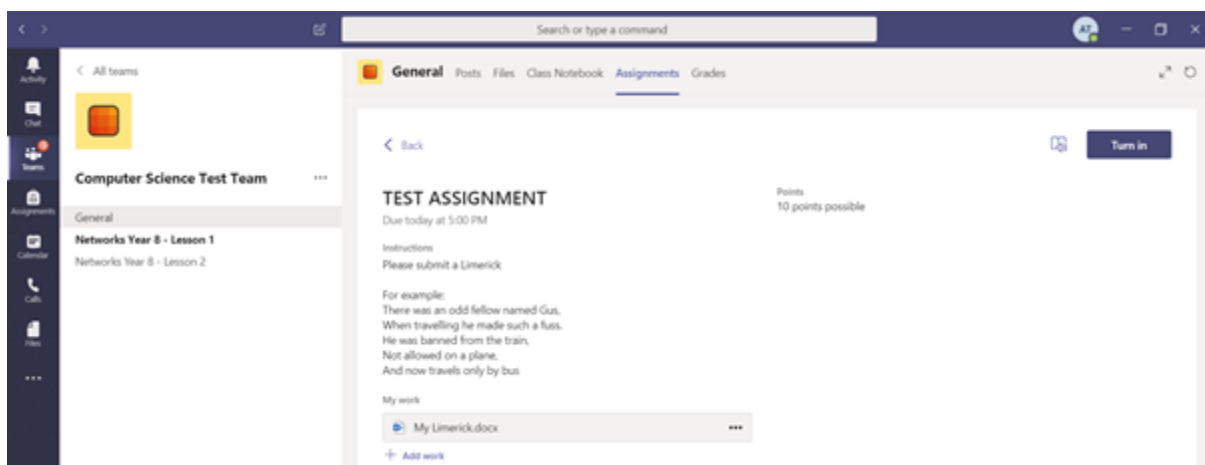 Search or type a command
AT
Activity
Chat
Teams
Assignments
Calendar
Calls
Files
All teams
Computer Science Test Team
General
Networks Year 8 - Lesson 1
Networks Year 8 - Lesson 2
General Posts Files Class Notebook Assignments Grades
Back
Turn in
TEST ASSIGNMENT
Due today at 5:00 PM
Points
10 points possible
Instructions
Please submit a Limerick
For example:
There was an odd fellow named Gus,
When travelling he made such a fuss.
He was banned from the train,
Not allowed on a plane,
And now travels only by bus
My work
My Limerick.docx
+ Add work